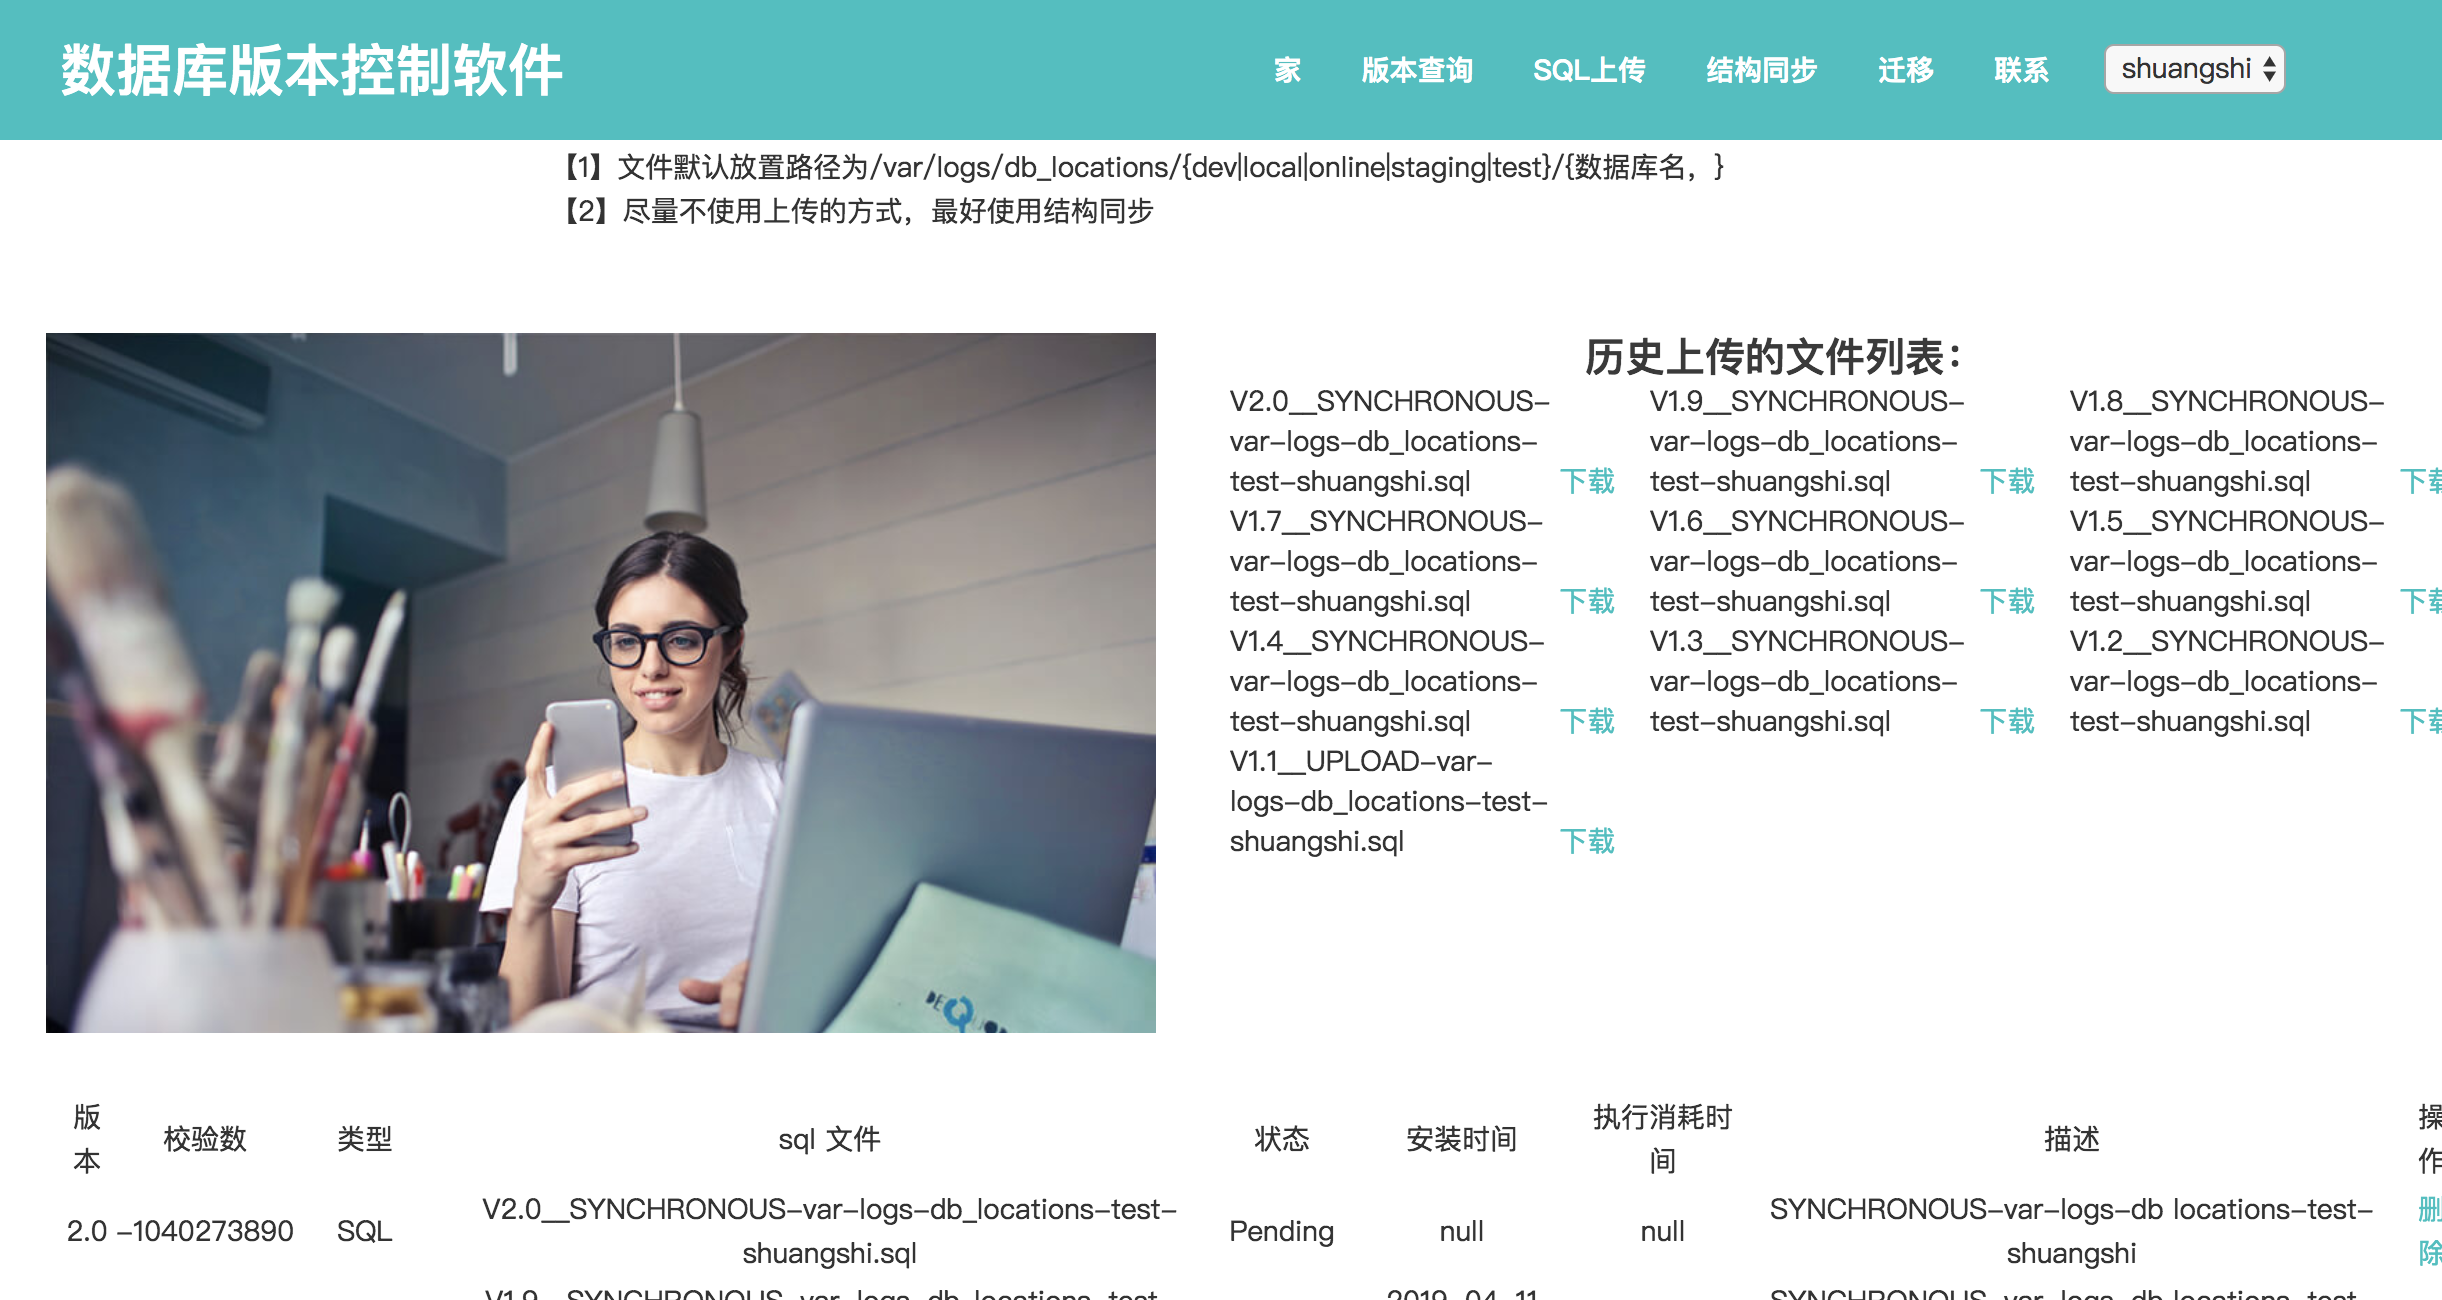 数据库版本控制软件
家 版本查询 SQL上传 结构同步 迁移 联系 shuangshi
【1】文件默认放置路径为/var/logs/db_locations/{dev|local|online|staging|test}/{数据库名，}
【2】尽量不使用上传的方式，最好使用结构同步
历史上传的文件列表：
V2.0__SYNCHRONOUS- V1.9__SYNCHRONOUS- V1.8__SYNCHRONOUS-
var-logs-db_locations- var-logs-db_locations- var-logs-db_locations-
test-shuangshi.sql 下载 test-shuangshi.sql 下载 test-shuangshi.sql 下载
V1.7__SYNCHRONOUS- V1.6__SYNCHRONOUS- V1.5__SYNCHRONOUS-
var-logs-db_locations- var-logs-db_locations- var-logs-db_locations-
test-shuangshi.sql 下载 test-shuangshi.sql 下载 test-shuangshi.sql 下载
V1.4__SYNCHRONOUS- V1.3__SYNCHRONOUS- V1.2__SYNCHRONOUS-
var-logs-db_locations- var-logs-db_locations- var-logs-db_locations-
test-shuangshi.sql 下载 test-shuangshi.sql 下载 test-shuangshi.sql 下载
V1.1__UPLOAD-var-
logs-db_locations-test-
shuangshi.sql 下载
版本 校验数 类型 sql 文件 状态 安装时间 执行消耗时间 描述 操作
2.0 -1040273890 SQL V2.0__SYNCHRONOUS-var-logs-db_locations-test- Pending null null SYNCHRONOUS-var-logs-db locations-test- 删除
shuangshi.sql shuangshi
V1.9__SYNCHRONOUS-var-logs-db_locations-test- 2019-04-11 SYNCHRONOUS-var-logs-db locations-test-